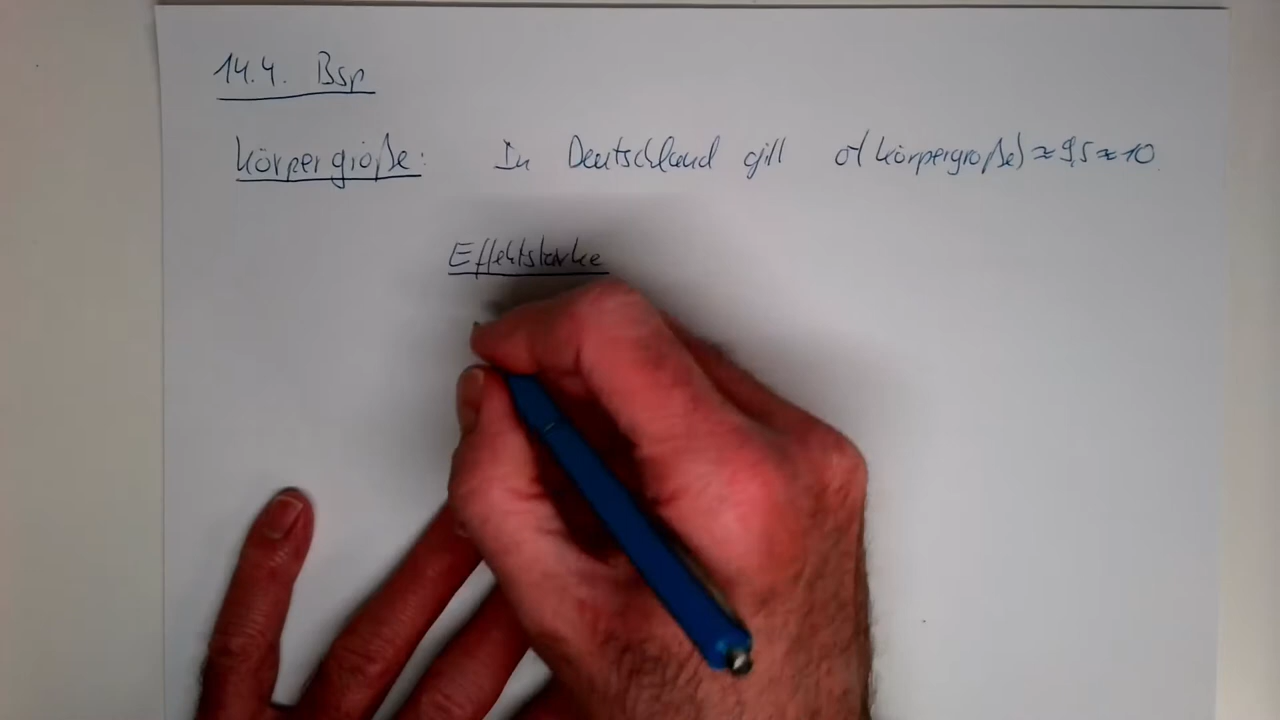 14.4. Bsp
Körpergröße: In Deutschland gilt σ(Körpergröße) ≈ 9,5 ≈ 10
Effektstärke